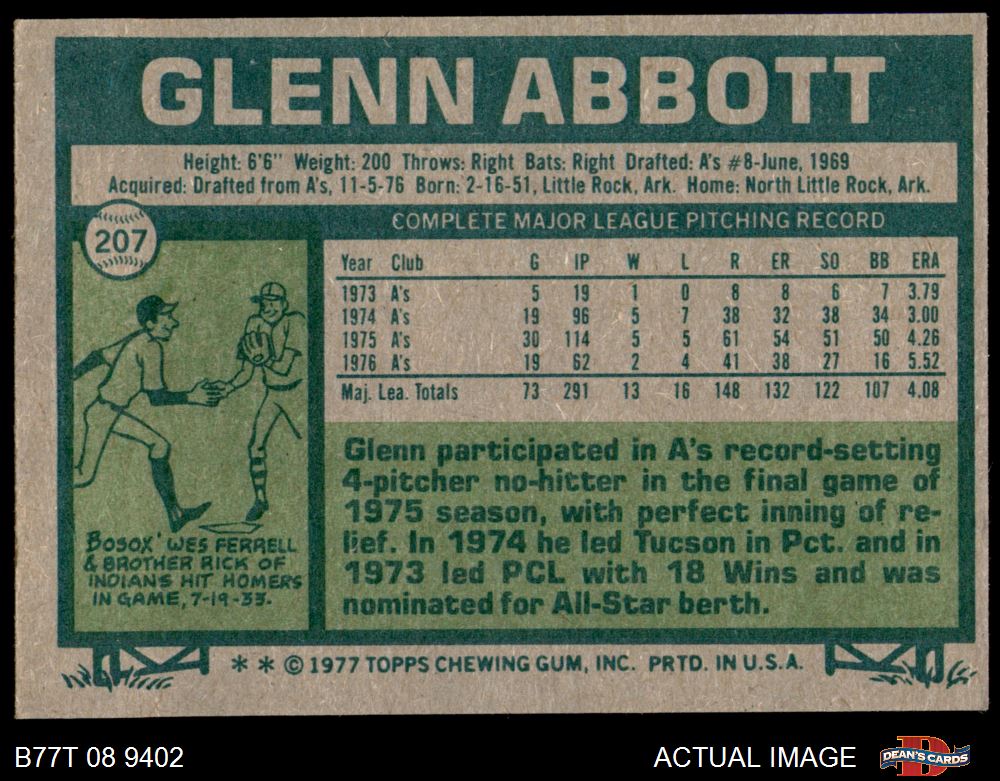 GLENN ABBOTT
Height: 6'6" Weight: 200 Throws: Right Bats: Right Drafted: A's #8-June, 1969
Acquired: Drafted from A's, 11-5-76 Born: 2-16-51, Little Rock, Ark. Home: North Little Rock, Ark.
207
COMPLETE MAJOR LEAGUE PITCHING RECORD
Year Club G IP W L R ER SO BB ERA
1973 A's 5 19 1 0 8 8 6 7 3.79
1974 A's 19 96 5 7 38 32 38 34 3.00
1975 A's 30 114 5 5 61 54 51 50 4.26
1976 A's 19 62 2 4 41 38 27 16 5.52
Maj. Lea. Totals 73 291 13 16 148 132 122 107 4.08
BOSOX' WES FERRELL
& BROTHER RICK OF
INDIANS HIT HOMERS
IN GAME, 7-19-33.
Glenn participated in A's record-setting
4-pitcher no-hitter in the final game of
1975 season, with perfect inning of re-
lief. In 1974 he led Tucson in Pct. and in
1973 led PCL with 18 Wins and was
nominated for All-Star berth.
* * © 1977 TOPPS CHEWING GUM, INC. PRTD. IN U.S.A.
B77T 08 9402
ACTUAL IMAGE
D
DEAN'S CARDS